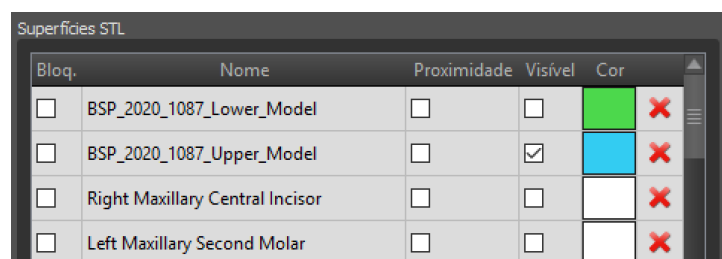 Superfícies STL
Bloq. Nome Proximidade Visível Cor
BSP_2020_1087_Lower_Model
BSP_2020_1087_Upper_Model
Right Maxillary Central Incisor
Left Maxillary Second Molar